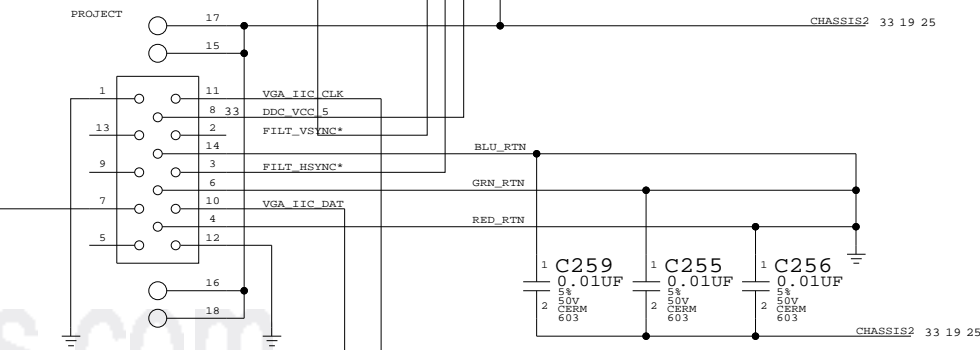 PROJECT
17
CHASSIS2 33 19 25
15
1
11
VGA_IIC_CLK
8 33 DDC_VCC_5
13
2
FILT_VSYNC*
14
BLU_RTN
9
3
FILT_HSYNC*
6
GRN_RTN
7
10
VGA_IIC_DAT
4
RED_RTN
5
12
1 C259
0.01UF
5%
50V
2 CERM
603
1 C255
0.01UF
5%
50V
2 CERM
603
1 C256
0.01UF
5%
50V
2 CERM
603
16
18
CHASSIS2 33 19 25
s.com